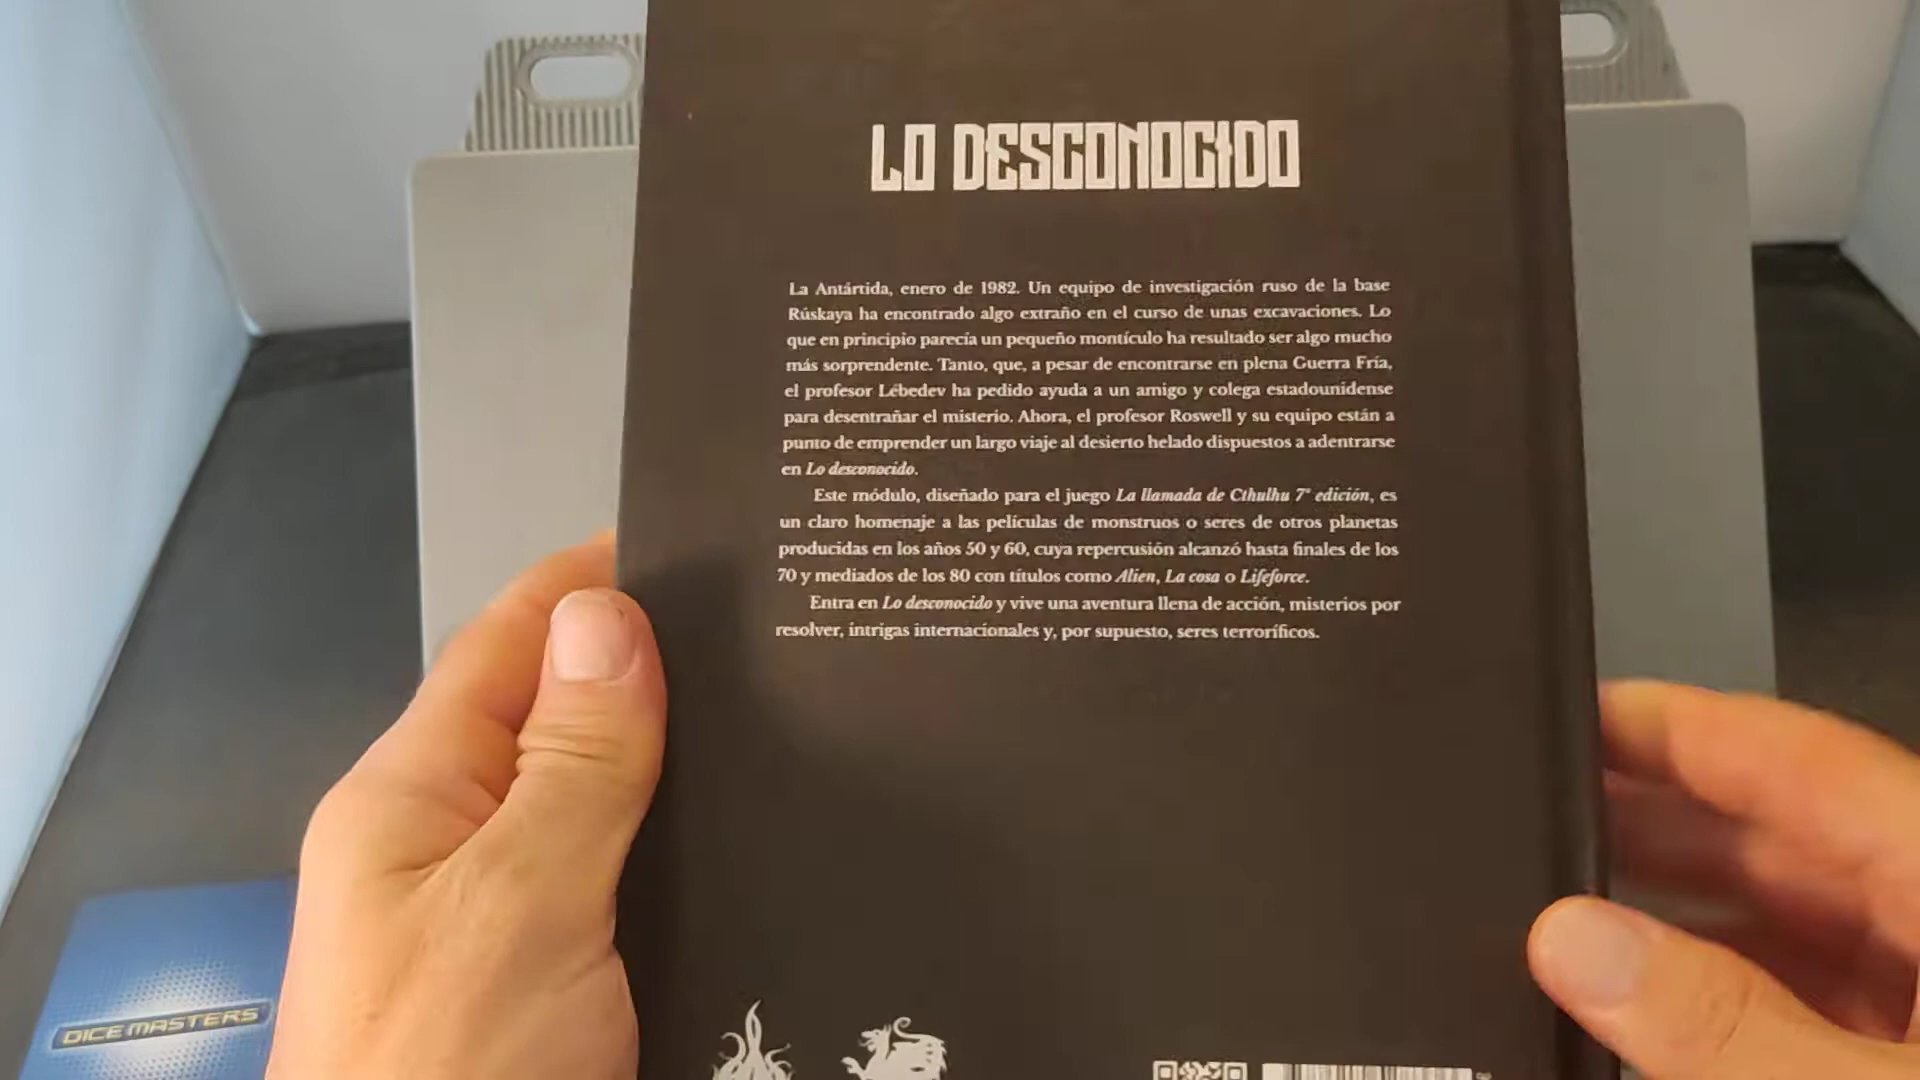 LO DESCONOCIDO
La Antártida, enero de 1982. Un equipo de investigación ruso de la base
Rúskaya ha encontrado algo extraño en el curso de unas excavaciones. Lo
que en principio parecía un pequeño montículo ha resultado ser algo mucho
más sorprendente. Tanto, que, a pesar de encontrarse en plena Guerra Fría,
el profesor Lébedev ha pedido ayuda a un amigo y colega estadounidense
para desentrañar el misterio. Ahora, el profesor Roswell y su equipo están a
punto de emprender un largo viaje al desierto helado dispuestos a adentrarse
en Lo desconocido.
Este módulo, diseñado para el juego La llamada de Cthulhu 7ª edición, es
un claro homenaje a las películas de monstruos o seres de otros planetas
producidas en los años 50 y 60, cuya repercusión alcanzó hasta finales de los
70 y mediados de los 80 con títulos como Alien, La cosa o Lifeforce.
Entra en Lo desconocido y vive una aventura llena de acción, misterios por
resolver, intrigas internacionales y, por supuesto, seres terroríficos.
DICE MASTERS